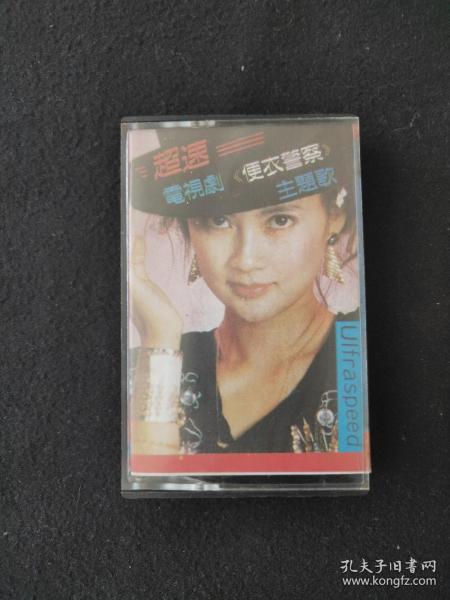 超速
電視劇《便衣警察》
主題歌
Ulfraspeed
孔夫子旧书网
www.kongfz.com